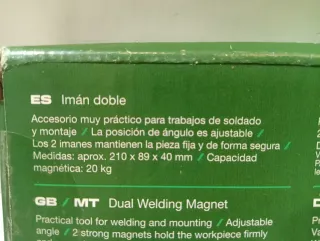 ES Imán doble
Accesorio muy práctico para trabajos de soldado
y montaje / La posición de ángulo es ajustable /
Los 2 imanes mantienen la pieza fija y de forma segura /
Medidas: aprox. 210 x 89 x 40 mm / Capacidad
magnética: 20 kg
GB / MT Dual Welding Magnet
Practical tool for welding and mounting / Adjustable
angle / 2 strong magnets hold the workpiece firmly